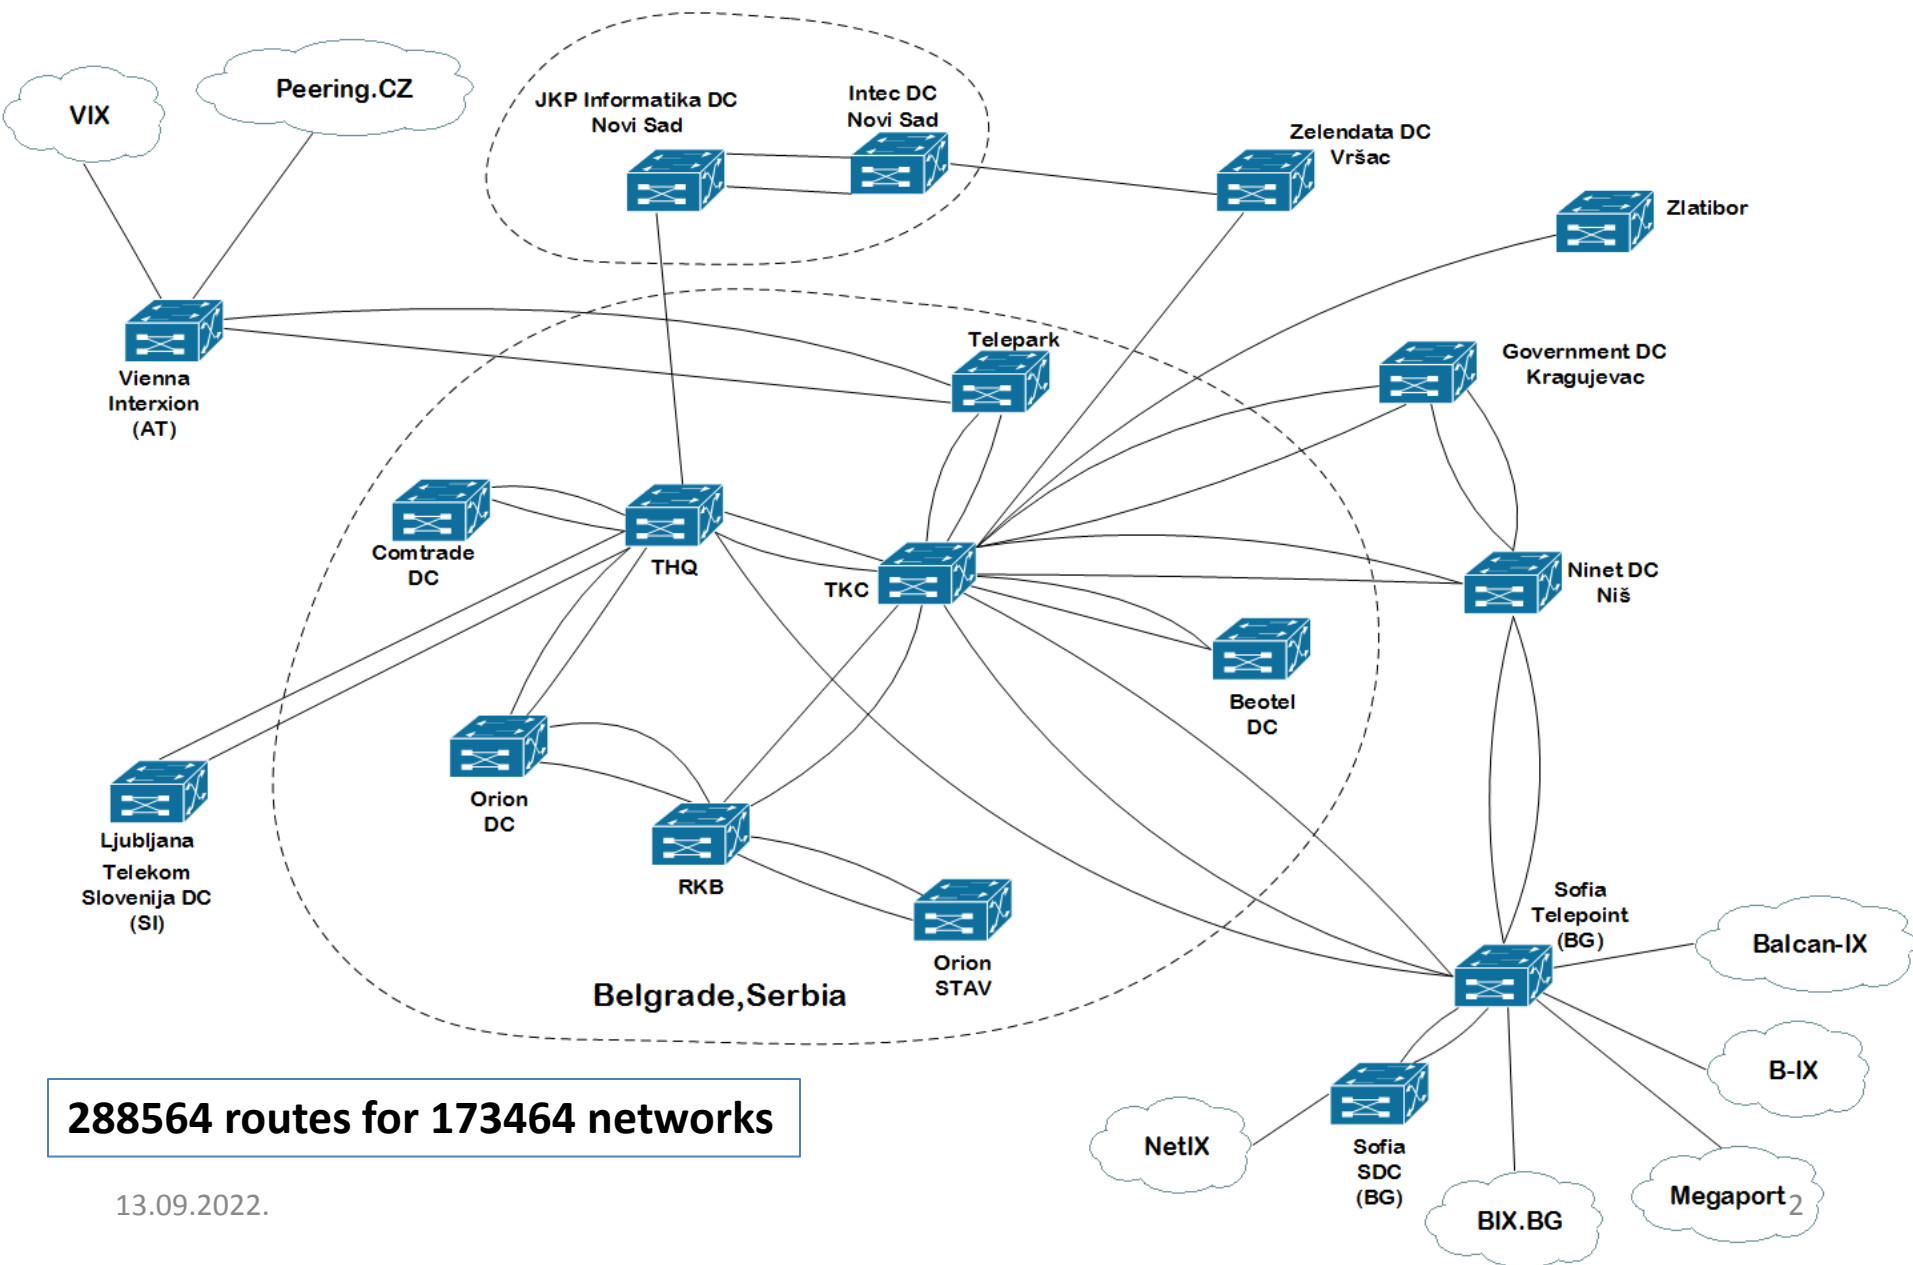 VIX
Peering.CZ
JKP Informatika DC
Novi Sad
Intec DC
Novi Sad
Zelendata DC
Vršac
Zlatibor
Vienna
Interxion
(AT)
Telepark
Government DC
Kragujevac
Comtrade
DC
THQ
TKC
Ninet DC
Niš
Beotel
DC
Orion
DC
Ljubljana
Telekom
Slovenija DC
(SI)
RKB
Orion
STAV
Belgrade,Serbia
Sofia
Telepoint
(BG)
Balcan-IX
B-IX
Megaport
BIX.BG
NetIX
Sofia
SDC
(BG)
288564 routes for 173464 networks
13.09.2022.
2